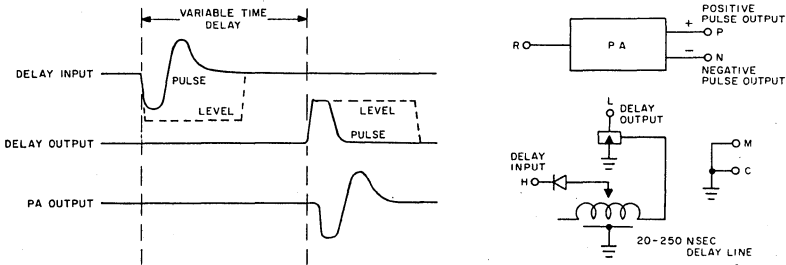 VARIABLE TIME
DELAY
DELAY INPUT
PULSE
LEVEL
DELAY OUTPUT
LEVEL
PULSE
PA OUTPUT
POSITIVE
PULSE OUTPUT
R
PA
+
P
−
N
NEGATIVE
PULSE OUTPUT
L
DELAY
OUTPUT
M
C
DELAY
INPUT
H
20-250 NSEC
DELAY LINE